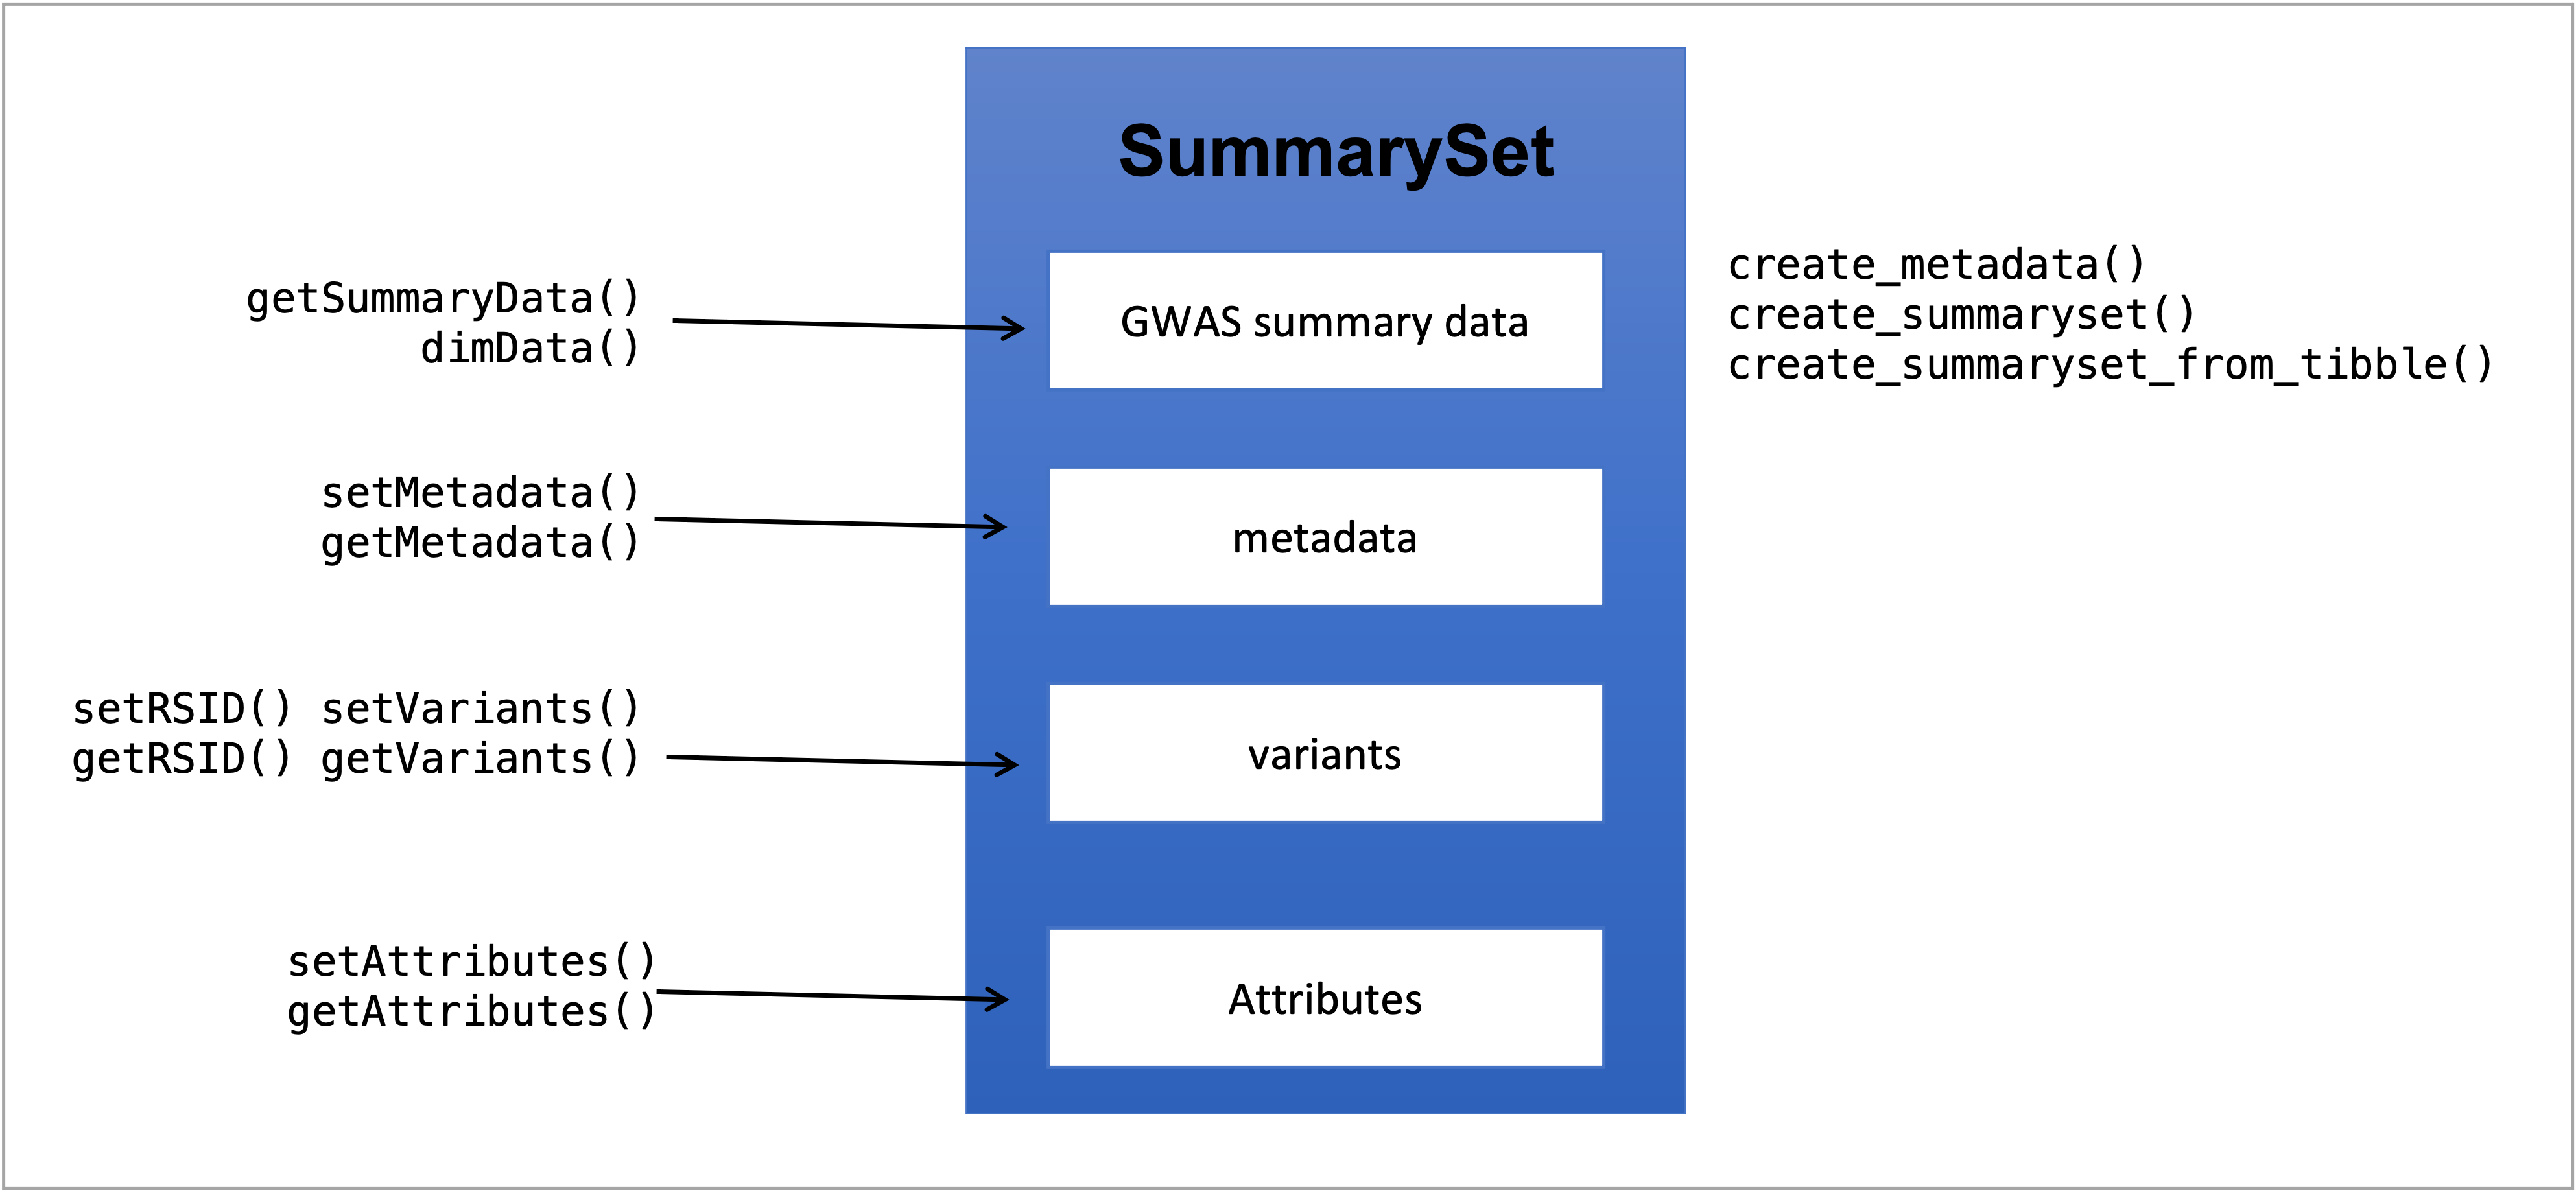 SummarySet
getSummaryData()
dimData()
GWAS summary data
create_metadata()
create_summaryset()
create_summaryset_from_tibble()
setMetadata()
getMetadata()
metadata
setRSID() setVariants()
getRSID() getVariants()
variants
setAttributes()
getAttributes()
Attributes